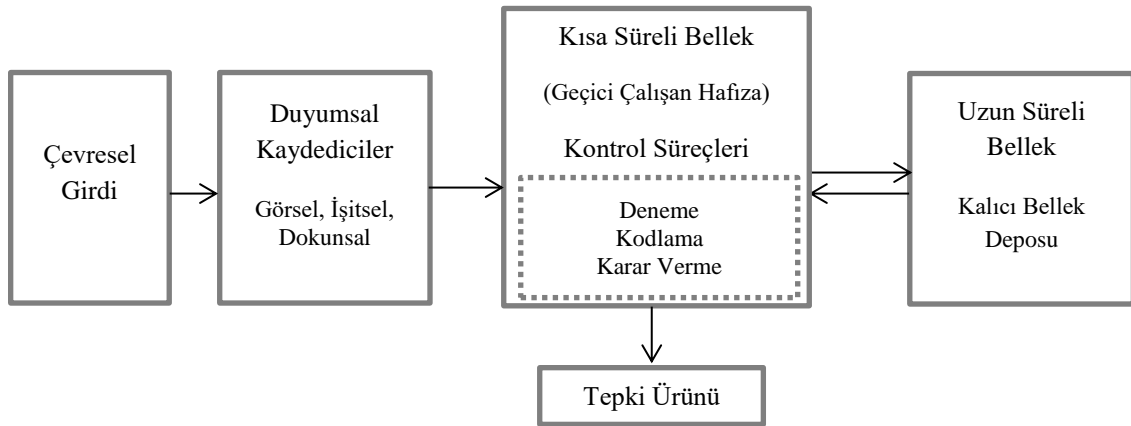 Çevresel
Girdi
Duyumsal
Kaydediciler
Görsel, İşitsel,
Dokunsal
Kısa Süreli Bellek
(Geçici Çalışan Hafıza)
Kontrol Süreçleri
Deneme
Kodlama
Karar Verme
Uzun Süreli
Bellek
Kalıcı Bellek
Deposu
Tepki Ürünü